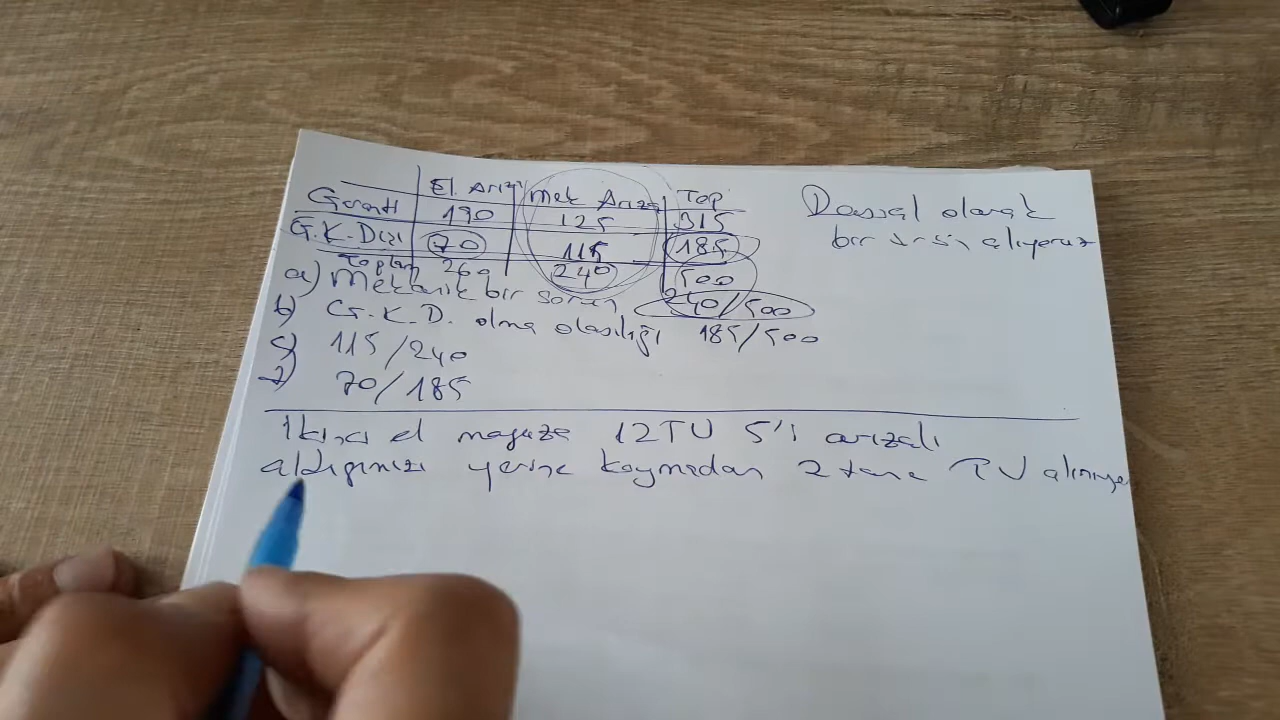 El. Arıza Mek Arıza Top
Garanti 190 125 315
G.K.Dışı 70 115 185
Toplam 260 240 500
a) Mekanik bir sorun 240/500
b) G.K.D. olma olasılığı 185/500
c) 115/240
d) 70/185
Rassal olarak
bir ürün alıyoruz
İkinci el mağaza 12TV 5'i arızalı
aldığımızı yerine koymadan 2 tane TV alınıyor